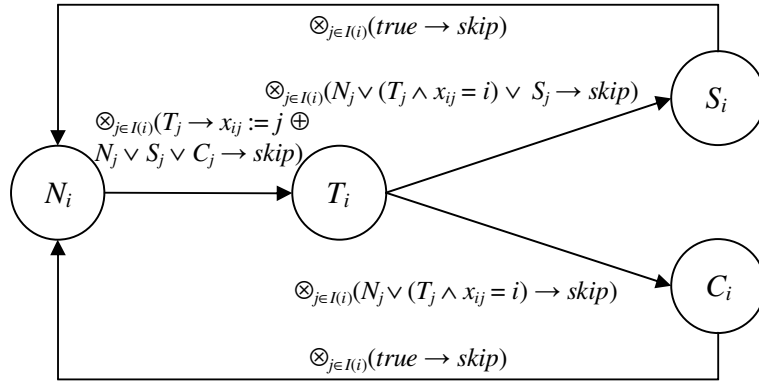 ⊗j∈I(i)(true → skip)
⊗j∈I(i)(Nj ∨ (Tj ∧ xij = i) ∨ Sj → skip)
Si
⊗j∈I(i)(Tj → xij := j ⊕
Nj ∨ Sj ∨ Cj → skip)
Ni
Ti
⊗j∈I(i)(Nj ∨ (Tj ∧ xij = i) → skip)
Ci
⊗j∈I(i)(true → skip)